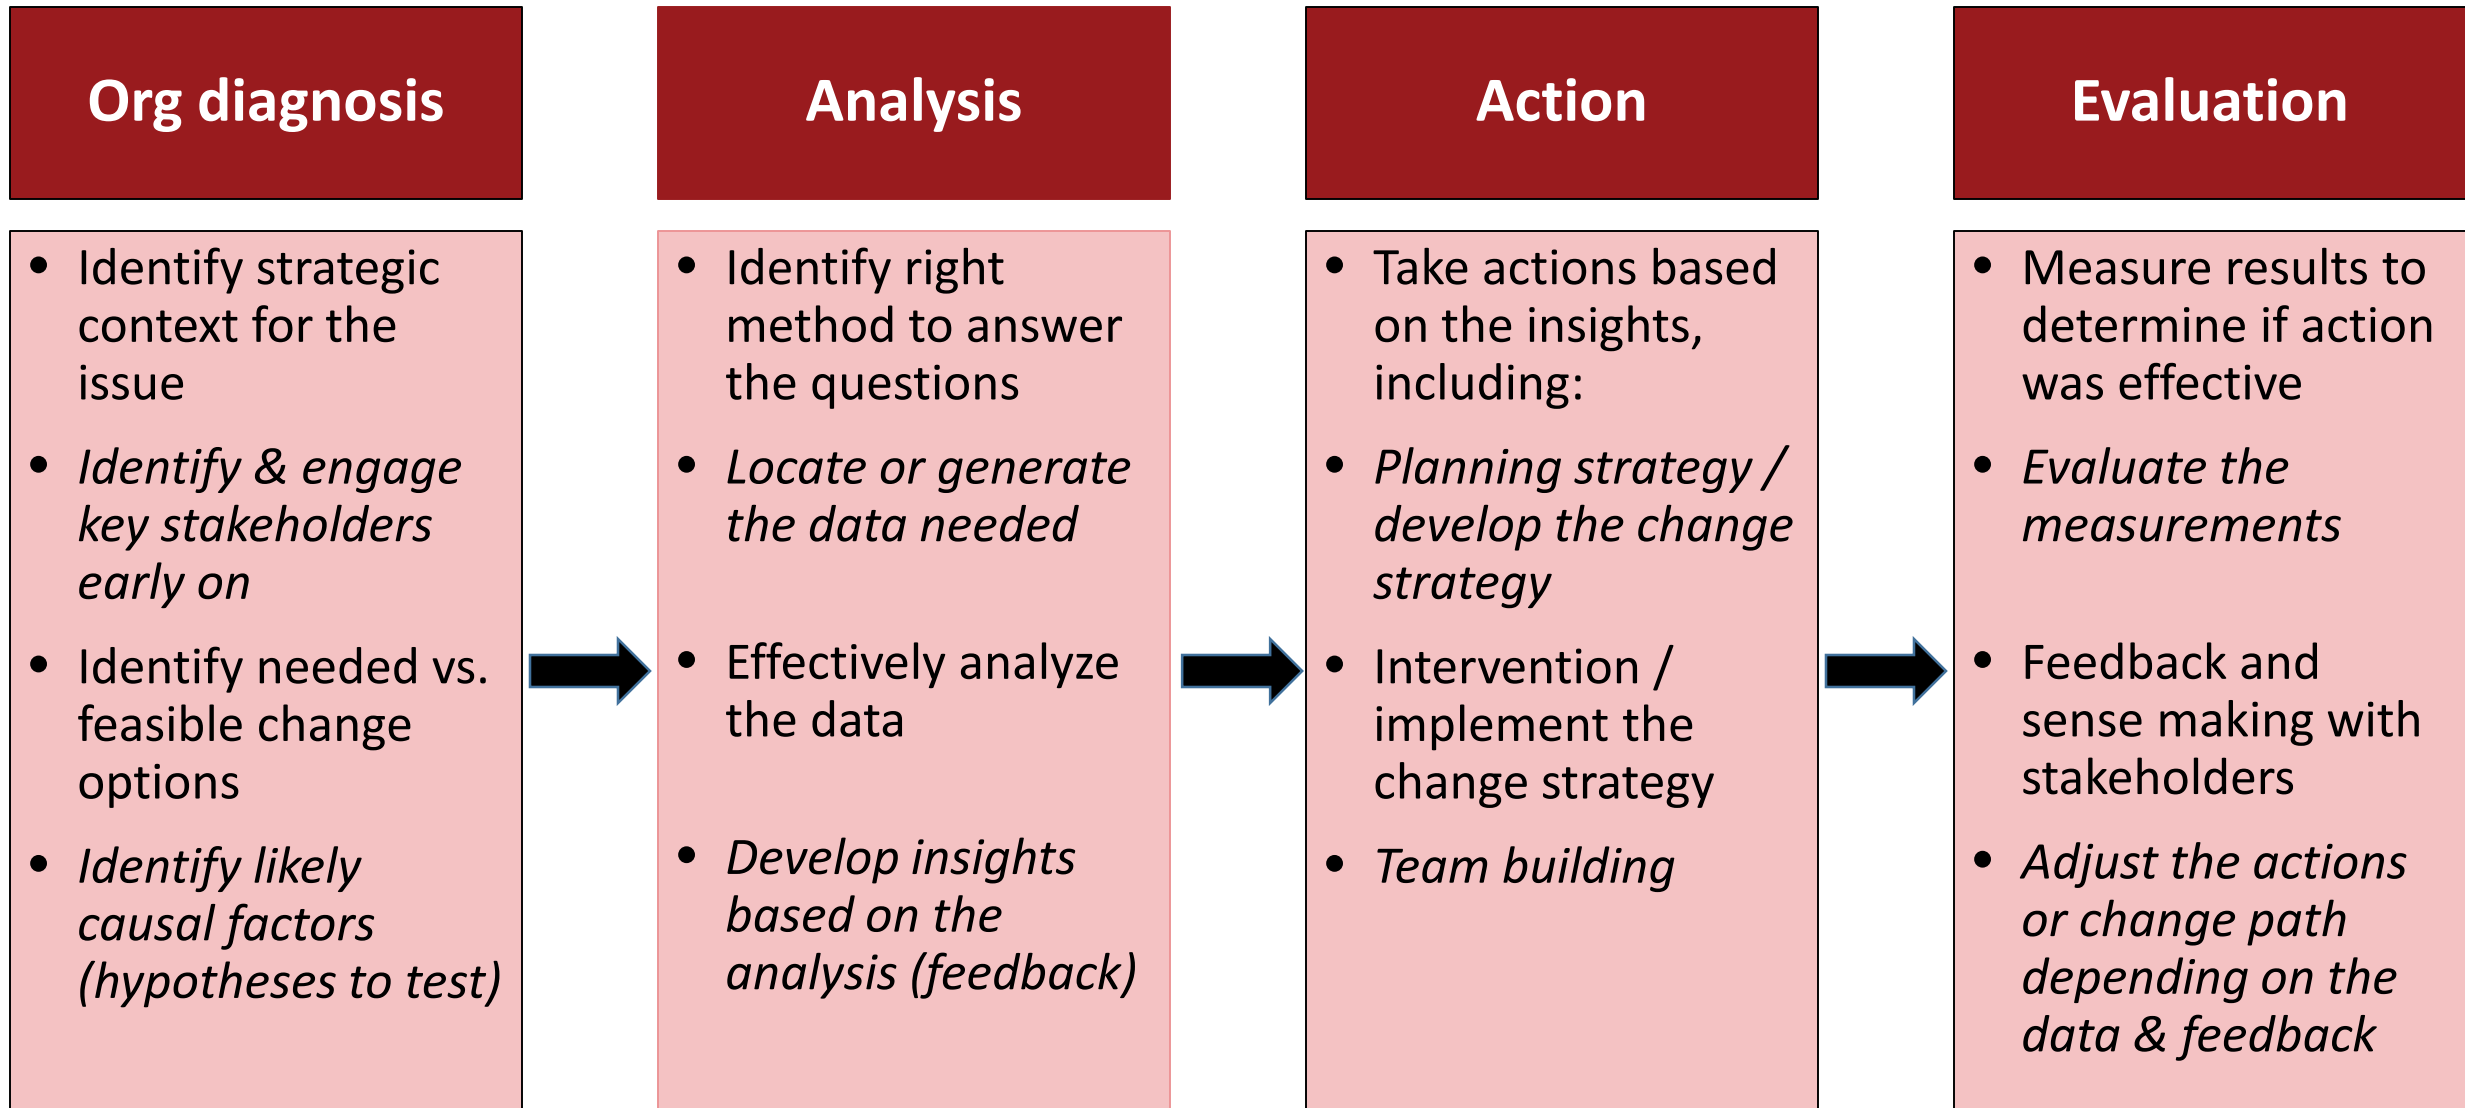 Org diagnosis
• Identify strategic
context for the
issue
• Identify & engage
key stakeholders
early on
• Identify needed vs.
feasible change
options
• Identify likely
causal factors
(hypotheses to test)
Analysis
• Identify right
method to answer
the questions
• Locate or generate
the data needed
• Effectively analyze
the data
• Develop insights
based on the
analysis (feedback)
Action
• Take actions based
on the insights,
including:
• Planning strategy /
develop the change
strategy
• Intervention /
implement the
change strategy
• Team building
Evaluation
• Measure results to
determine if action
was effective
• Evaluate the
measurements
• Feedback and
sense making with
stakeholders
• Adjust the actions
or change path
depending on the
data & feedback